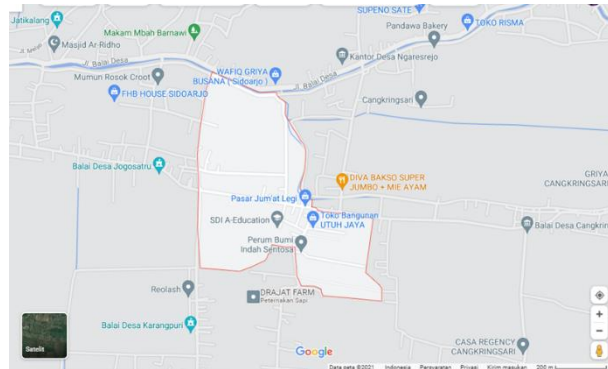 SUPENO SATE
Jatikalang
TOKO RISMA
Makam Mbah Barnawi
Pandawa Bakery
Masjid Ar-Ridho
Jl. Balai Desa
Kantor Desa Ngaresrejo
WAFIQ GRIYA
BUSANA ( Sidoarjo )
Mumun Rosok Croot
Jl. Balai Desa
FHB HOUSE SIDOARJO
Cangkringsari
Balai Desa Jogosatru
GRIYA
CANGKRINGSARI
DIVA BAKSO SUPER
JUMBO + MIE AYAM
Pasar Jum'at Legi
SDI A-Education
Toko Bangunan
UTUH JAYA
Balai Desa Cangkrin
Perum Bumi
Indah Sentosa
Reolash
DRAJAT FARM
Peternakan Sapi
Balai Desa Karangpuri
CASA REGENCY
CANGKRINGSARI
Satelit
Google
Data peta ©2021 Indonesia Persyaratan Privasi Kirim masukan 200 m